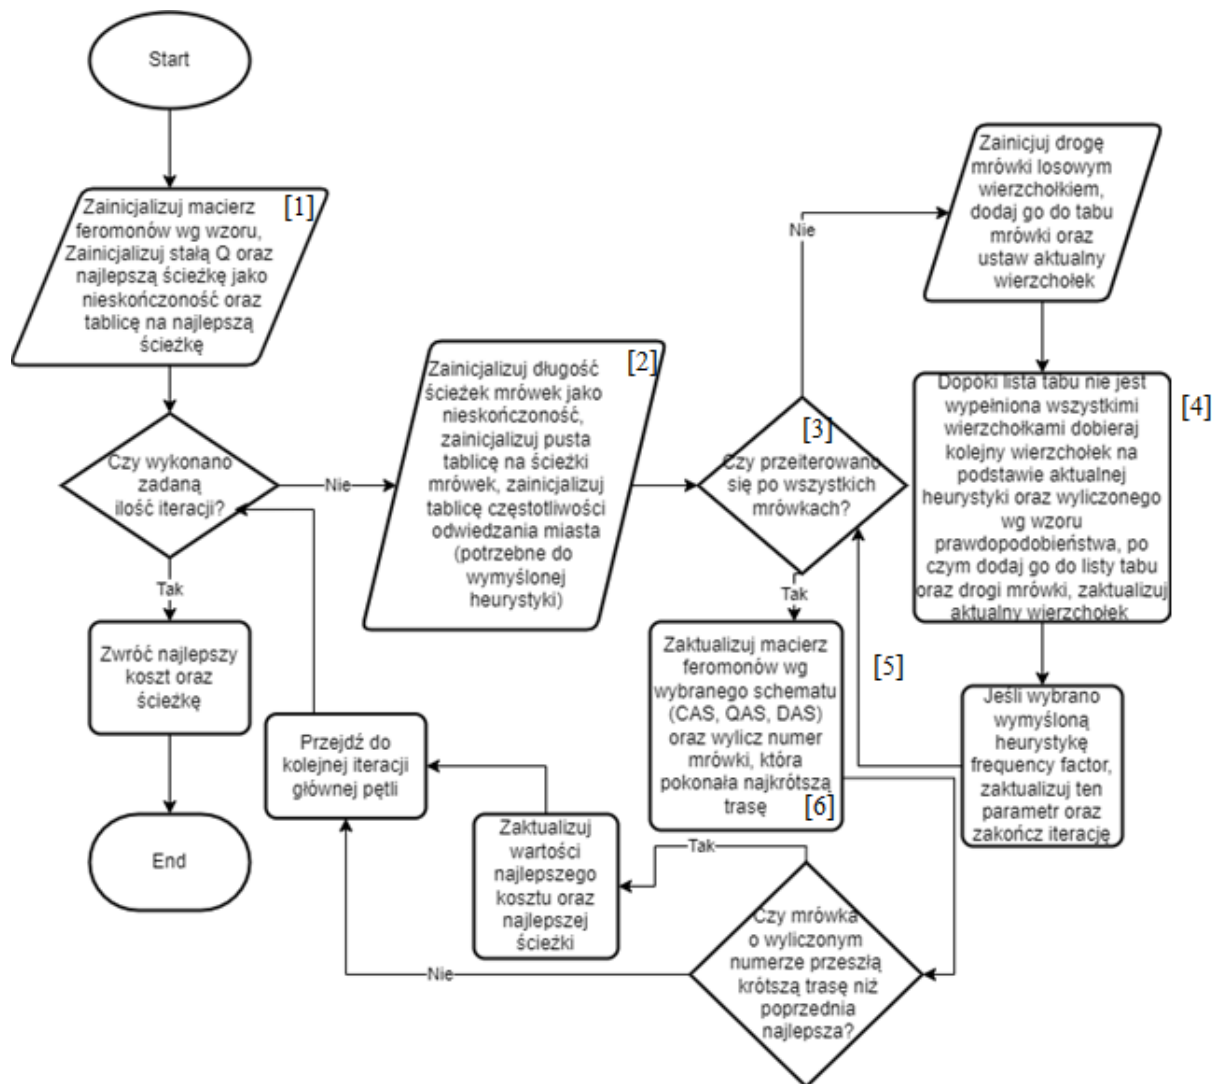 Start
Zainicjalizuj macierz [1]
feromonów wg wzoru,
Zainicjalizuj stałą Q oraz
najlepszą ścieżkę jako
nieskończoność oraz
tablicę na najlepszą
ścieżkę
Czy wykonano
zadaną
ilość iteracji?
Nie
Tak
Zwróć najlepszy
koszt oraz
ścieżkę
End
[2]
Zainicjalizuj długość
ścieżek mrówek jako
nieskończoność,
zainicjalizuj pusta
tablicę na ścieżki
mrówek, zainicjalizuj
tablicę częstotliwości
odwiedzania miasta
(potrzebne do
wymyślonej
heurystyki)
[3]
Czy przeiterowano
się po wszystkich
mrówkach?
Nie
Tak
Zainicjuj drogę
mrówki losowym
wierzchołkiem,
dodaj go do tabu
mrówki oraz
ustaw aktualny
wierzchołek
[4]
Dopóki lista tabu nie jest
wypełniona wszystkimi
wierzchołkami dobieraj
kolejny wierzchołek na
podstawie aktualnej
heurystyki oraz wyliczonego
wg wzoru
prawdopodobieństwa, po
czym dodaj go do listy tabu
oraz drogi mrówki, zaktualizuj
aktualny wierzchołek
[5]
Jeśli wybrano
wymyśloną
heurystykę
frequency factor,
zaktualizuj ten
parametr oraz
zakończ iterację
Zaktualizuj macierz
feromonów wg
wybranego schematu
(CAS, QAS, DAS)
oraz wylicz numer
mrówki, która
pokonała najkrótszą
trasę
[6]
Czy mrówka
o wyliczonym
numerze przeszłą
krótszą trasę niż
poprzednia
najlepsza?
Tak
Nie
Zaktualizuj
wartości
najlepszego
kosztu oraz
najlepszej
ścieżki
Przejdź do
kolejnej iteracji
głównej pętli